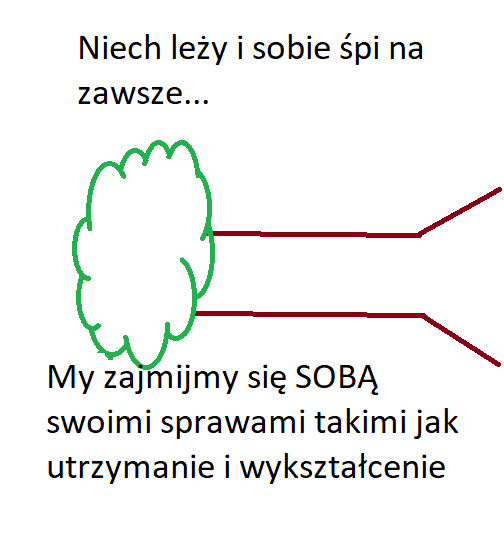 Niech leży i sobie śpi na
zawsze...
My zajmijmy się SOBĄ
swoimi sprawami takimi jak
utrzymanie i wykształcenie